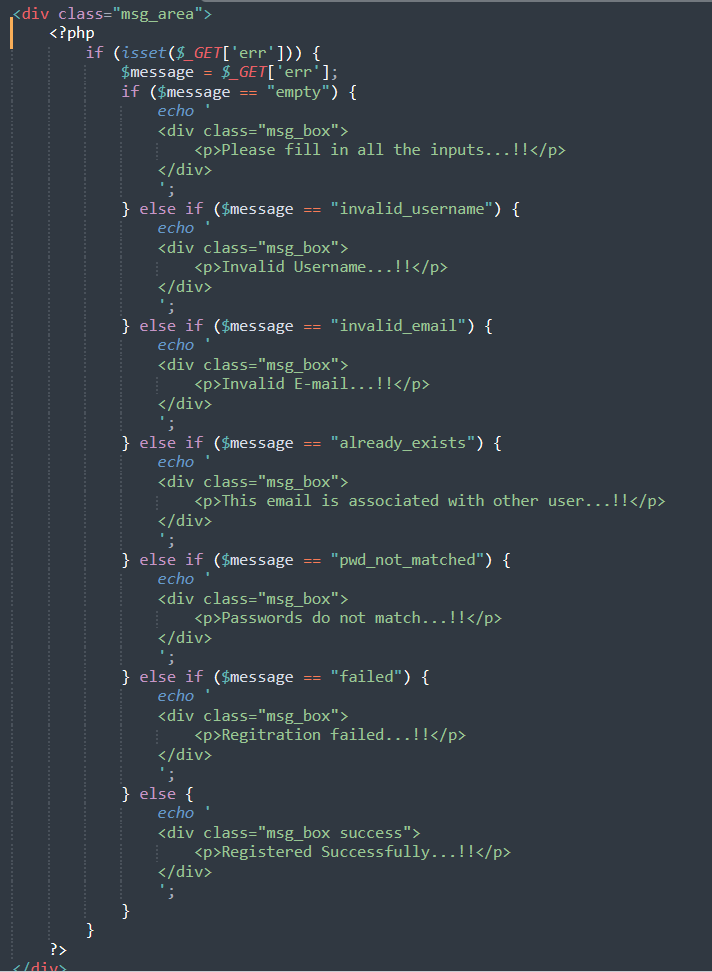 <div class="msg_area">
<?php
if (isset($_GET['err'])) {
$message = $_GET['err'];
if ($message == "empty") {
echo '
<div class="msg_box">
<p>Please fill in all the inputs...!!</p>
</div>
';
} else if ($message == "invalid_username") {
echo '
<div class="msg_box">
<p>Invalid Username...!!</p>
</div>
';
} else if ($message == "invalid_email") {
echo '
<div class="msg_box">
<p>Invalid E-mail...!!</p>
</div>
';
} else if ($message == "already_exists") {
echo '
<div class="msg_box">
<p>This email is associated with other user...!!</p>
</div>
';
} else if ($message == "pwd_not_matched") {
echo '
<div class="msg_box">
<p>Passwords do not match...!!</p>
</div>
';
} else if ($message == "failed") {
echo '
<div class="msg_box">
<p>Regitration failed...!!</p>
</div>
';
} else {
echo '
<div class="msg_box success">
<p>Registered Successfully...!!</p>
</div>
';
}
}
?>
</div>